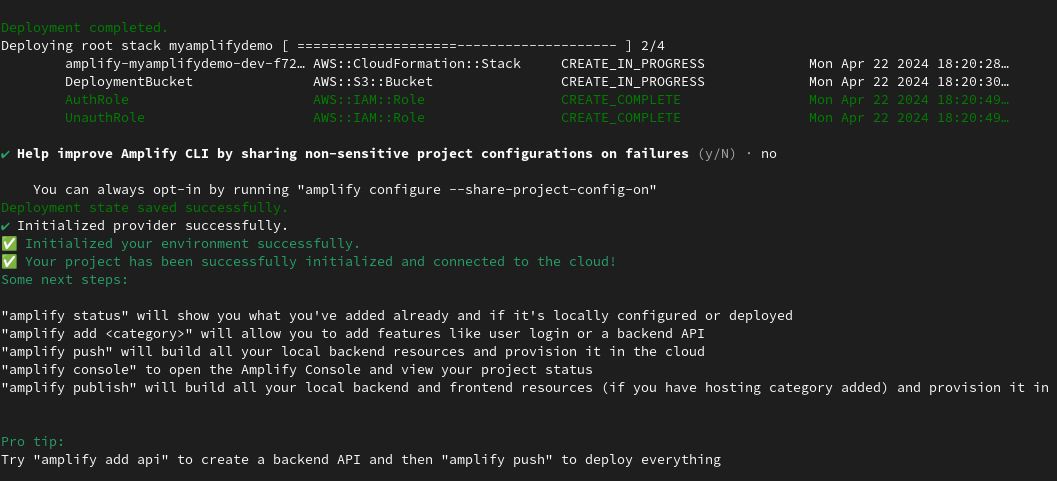 Deployment completed.
Deploying root stack myamplifydemo [ ====================-------------------- ] 2/4
amplify-myamplifydemo-dev-f72… AWS::CloudFormation::Stack CREATE_IN_PROGRESS Mon Apr 22 2024 18:20:28…
DeploymentBucket AWS::S3::Bucket CREATE_IN_PROGRESS Mon Apr 22 2024 18:20:30…
AuthRole AWS::IAM::Role CREATE_COMPLETE Mon Apr 22 2024 18:20:49…
UnauthRole AWS::IAM::Role CREATE_COMPLETE Mon Apr 22 2024 18:20:49…
✔ Help improve Amplify CLI by sharing non-sensitive project configurations on failures (y/N) · no
You can always opt-in by running "amplify configure --share-project-config-on"
Deployment state saved successfully.
✔ Initialized provider successfully.
✅ Initialized your environment successfully.
✅ Your project has been successfully initialized and connected to the cloud!
Some next steps:
"amplify status" will show you what you've added already and if it's locally configured or deployed
"amplify add <category>" will allow you to add features like user login or a backend API
"amplify push" will build all your local backend resources and provision it in the cloud
"amplify console" to open the Amplify Console and view your project status
"amplify publish" will build all your local backend and frontend resources (if you have hosting category added) and provision it in
Pro tip:
Try "amplify add api" to create a backend API and then "amplify push" to deploy everything